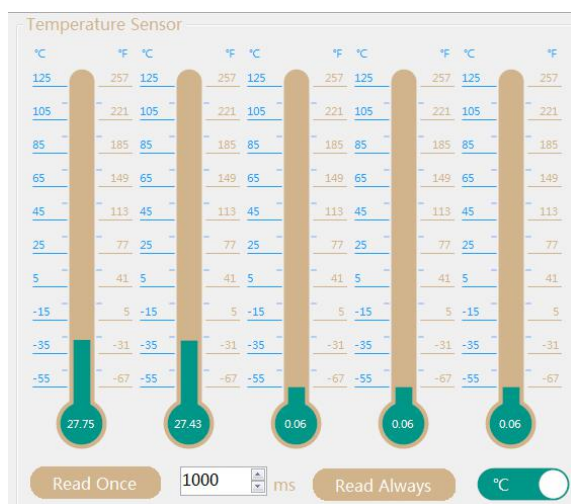 Temperature Sensor
°C °F °C °F °C °F °C °F °C °F
125 257 125 257 125 257 125 257 125 257
105 221 105 221 105 221 105 221 105 221
85 185 85 185 85 185 85 185 85 185
65 149 65 149 65 149 65 149 65 149
45 113 45 113 45 113 45 113 45 113
25 77 25 77 25 77 25 77 25 77
5 41 5 41 5 41 5 41 5 41
-15 5 -15 5 -15 5 -15 5 -15 5
-35 -31 -35 -31 -35 -31 -35 -31 -35 -31
-55 -67 -55 -67 -55 -67 -55 -67 -55 -67
27.75 27.43 0.06 0.06 0.06
Read Once 1000 ms Read Always °C